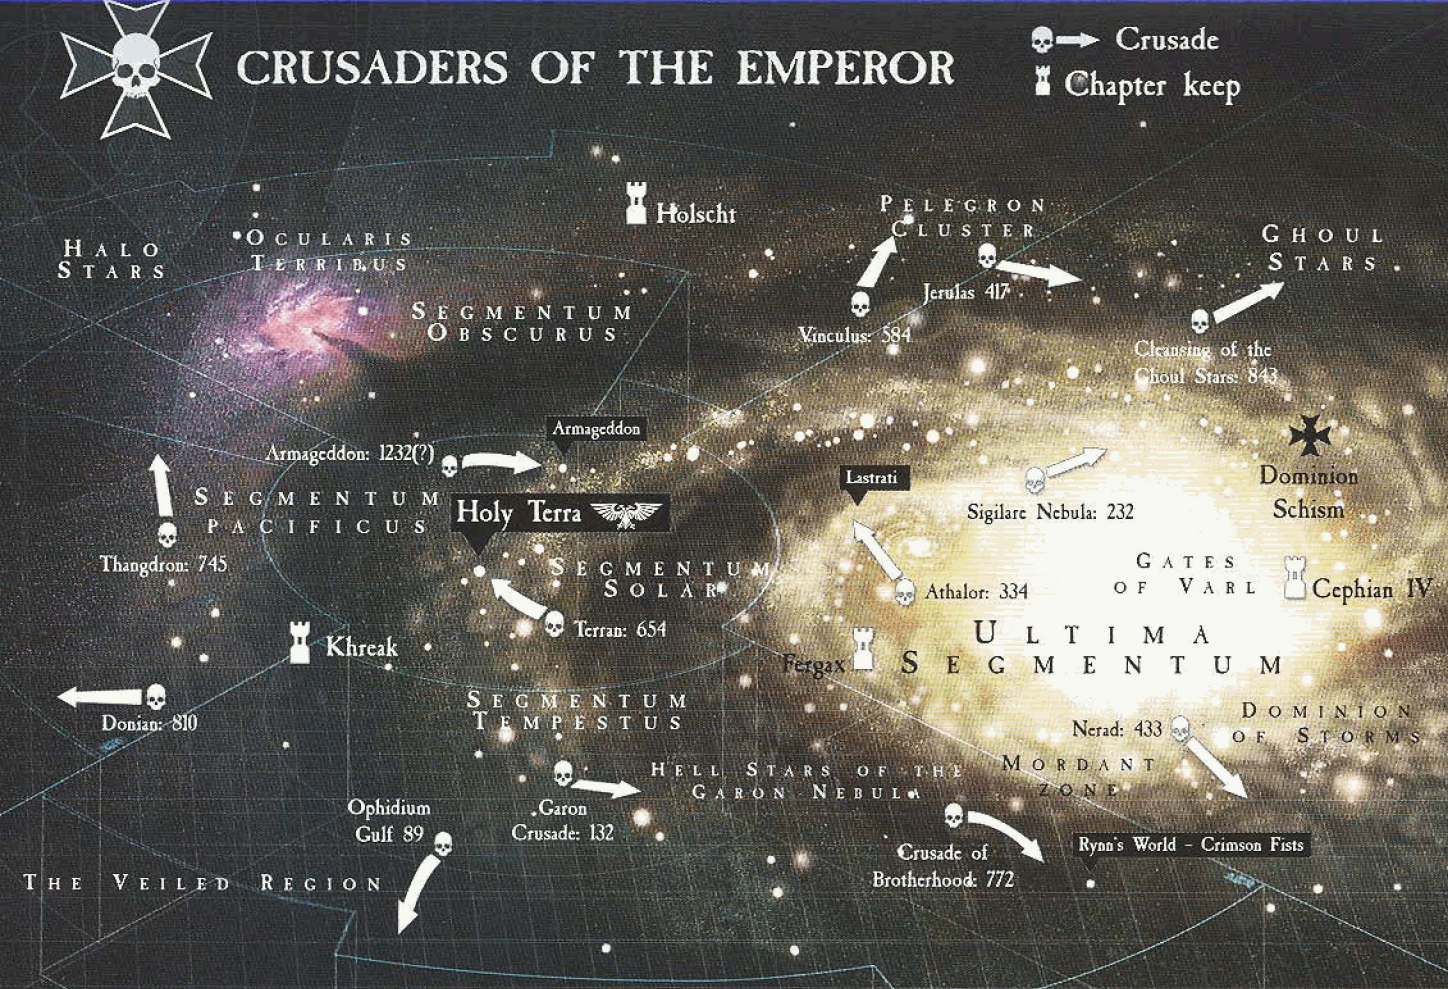 CRUSADERS OF THE EMPEROR
Crusade
Chapter keep
Holscht
PELEGRON
CLUSTER
HALO
STARS
OCULARIS
TERRIBUS
GHOUL
STARS
Jerulas 417
SEGMENTUM
OBSCURUS
Vinculus: 584
Cleansing of the
Ghoul Stars: 843
Armageddon
Armageddon: 1232(?)
Lastrati
Dominion
Schism
SEGMENTUM
PACIFICUS
Holy Terra
Sigilare Nebula: 232
Thangdron: 745
SEGMENTUM
SOLAR
GATES
OF VARL
Cephian IV
Athalor: 334
Terran: 654
Khreak
Fergax
ULTIMA
SEGMENTUM
Donian: 810
SEGMENTUM
TEMPESTUS
Nerad: 433
DOMINION
OF STORMS
HELL STARS OF THE
GARON NEBULA
MORDANT
ZONE
Ophidium
Gulf 89
Garon
Crusade: 132
Crusade of
Brotherhood: 772
Rynn's World - Crimson Fists
THE VEILED REGION